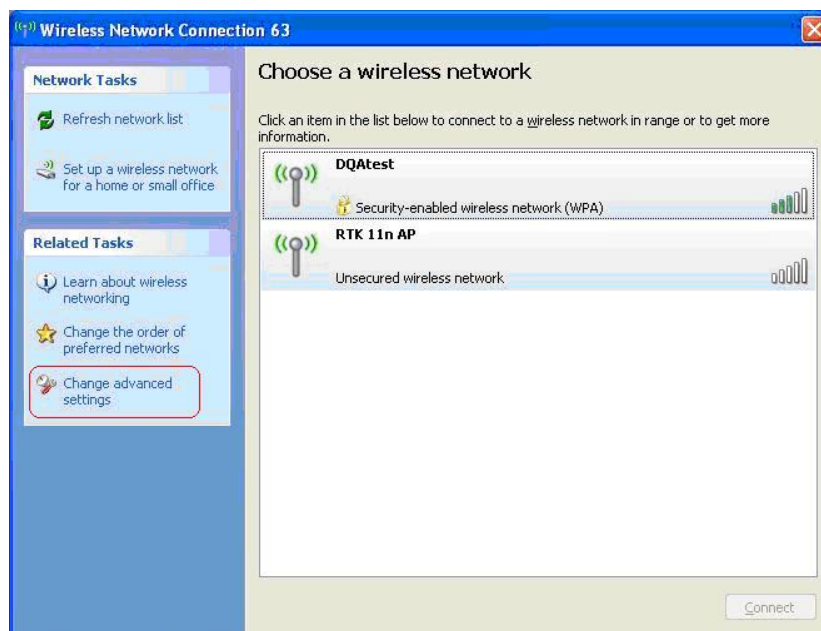 Wireless Network Connection 63
Network Tasks
Refresh network list
Set up a wireless network
for a home or small office
Related Tasks
Learn about wireless
networking
Change the order of
preferred networks
Change advanced
settings
Choose a wireless network
Click an item in the list below to connect to a wireless network in range or to get more
information.
DQAtest
Security-enabled wireless network (WPA)
RTK 11n AP
Unsecured wireless network
Connect